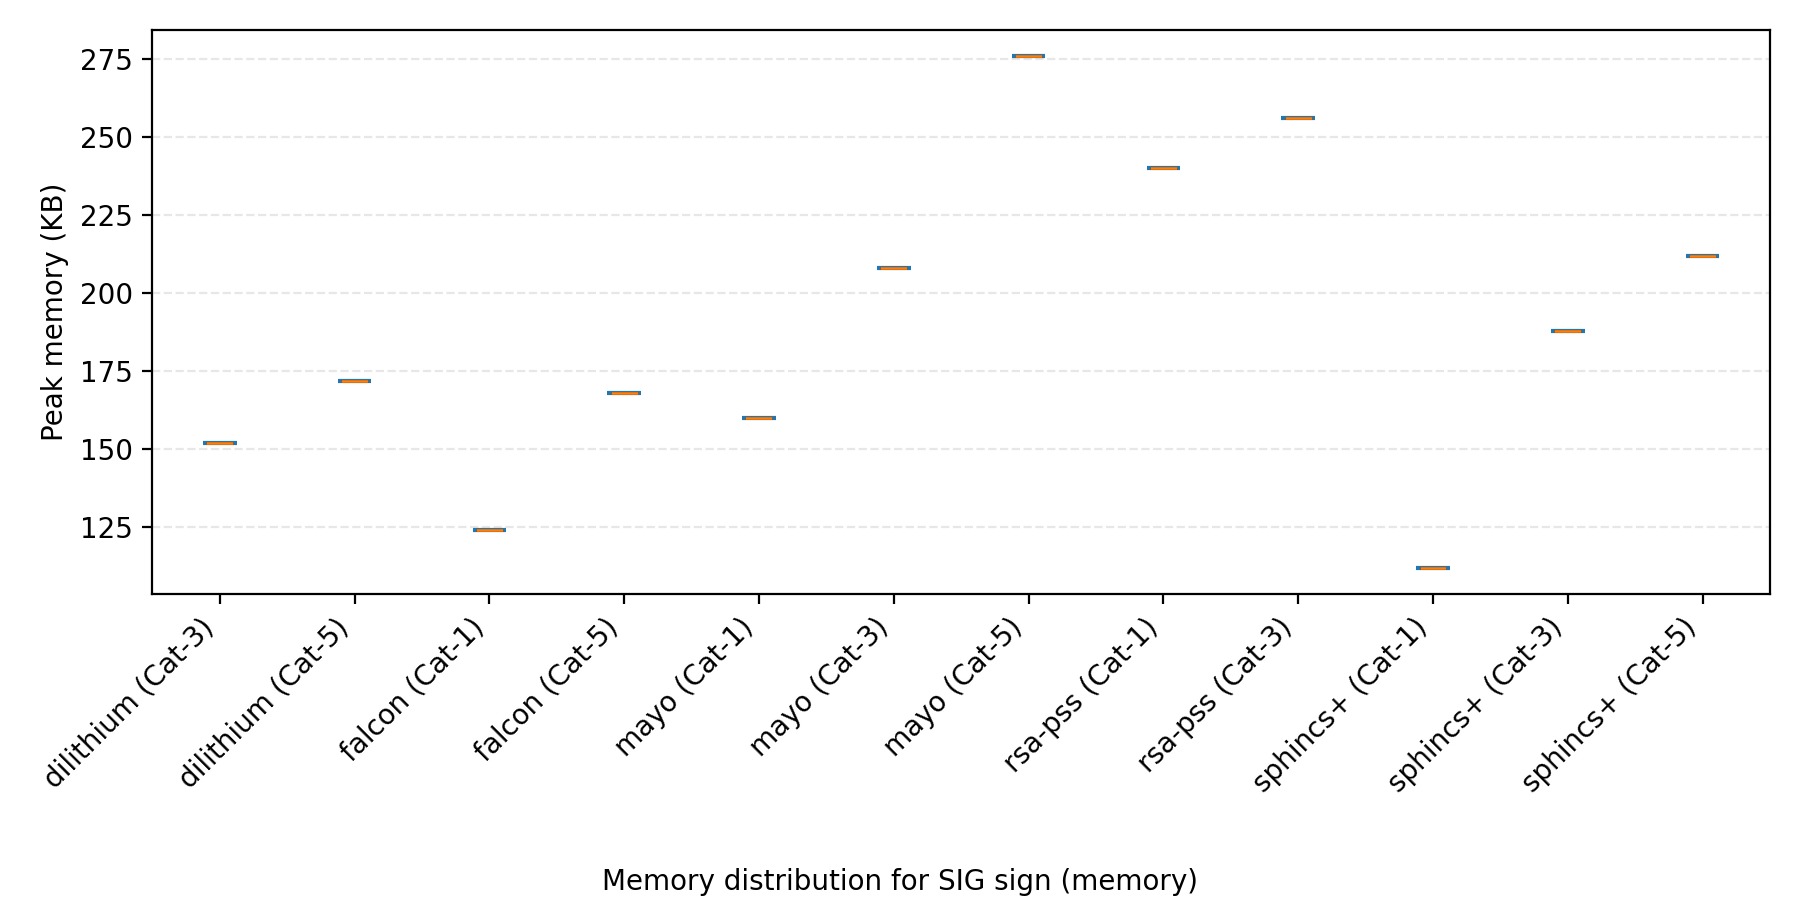 Peak memory (KB)
275
250
225
200
175
150
125
dilithium (Cat-3)
dilithium (Cat-5)
falcon (Cat-1)
falcon (Cat-5)
mayo (Cat-1)
mayo (Cat-3)
mayo (Cat-5)
rsa-pss (Cat-1)
rsa-pss (Cat-3)
sphincs+ (Cat-1)
sphincs+ (Cat-3)
sphincs+ (Cat-5)
Memory distribution for SIG sign (memory)